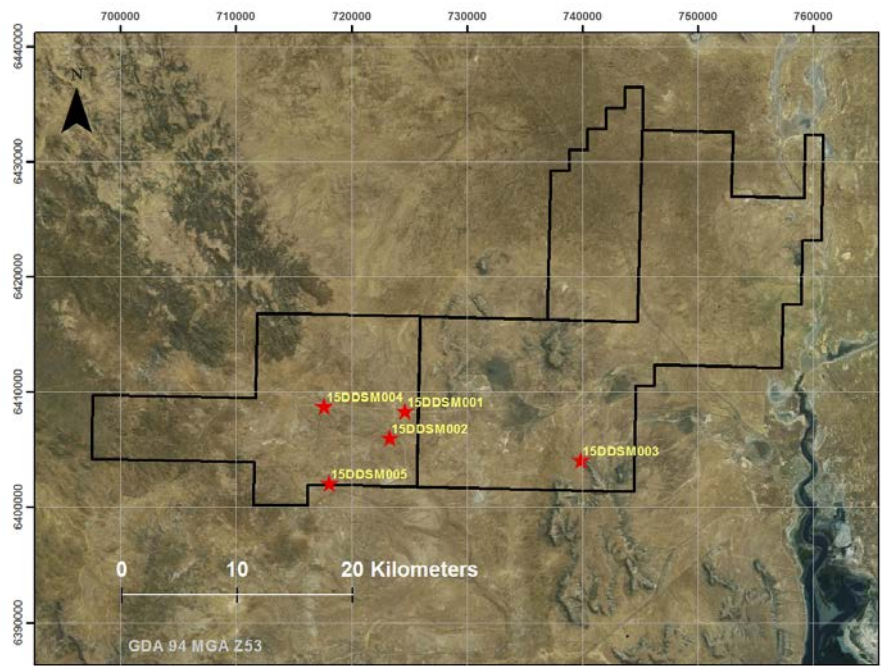 700000 710000 720000 730000 740000 750000 760000
6440000
N
6430000
6420000
6410000
15DDSM004
15DDSM001
15DDSM002
15DDSM003
15DDSM005
6400000
0 10 20 Kilometers
6390000
GDA 94 MGA Z53